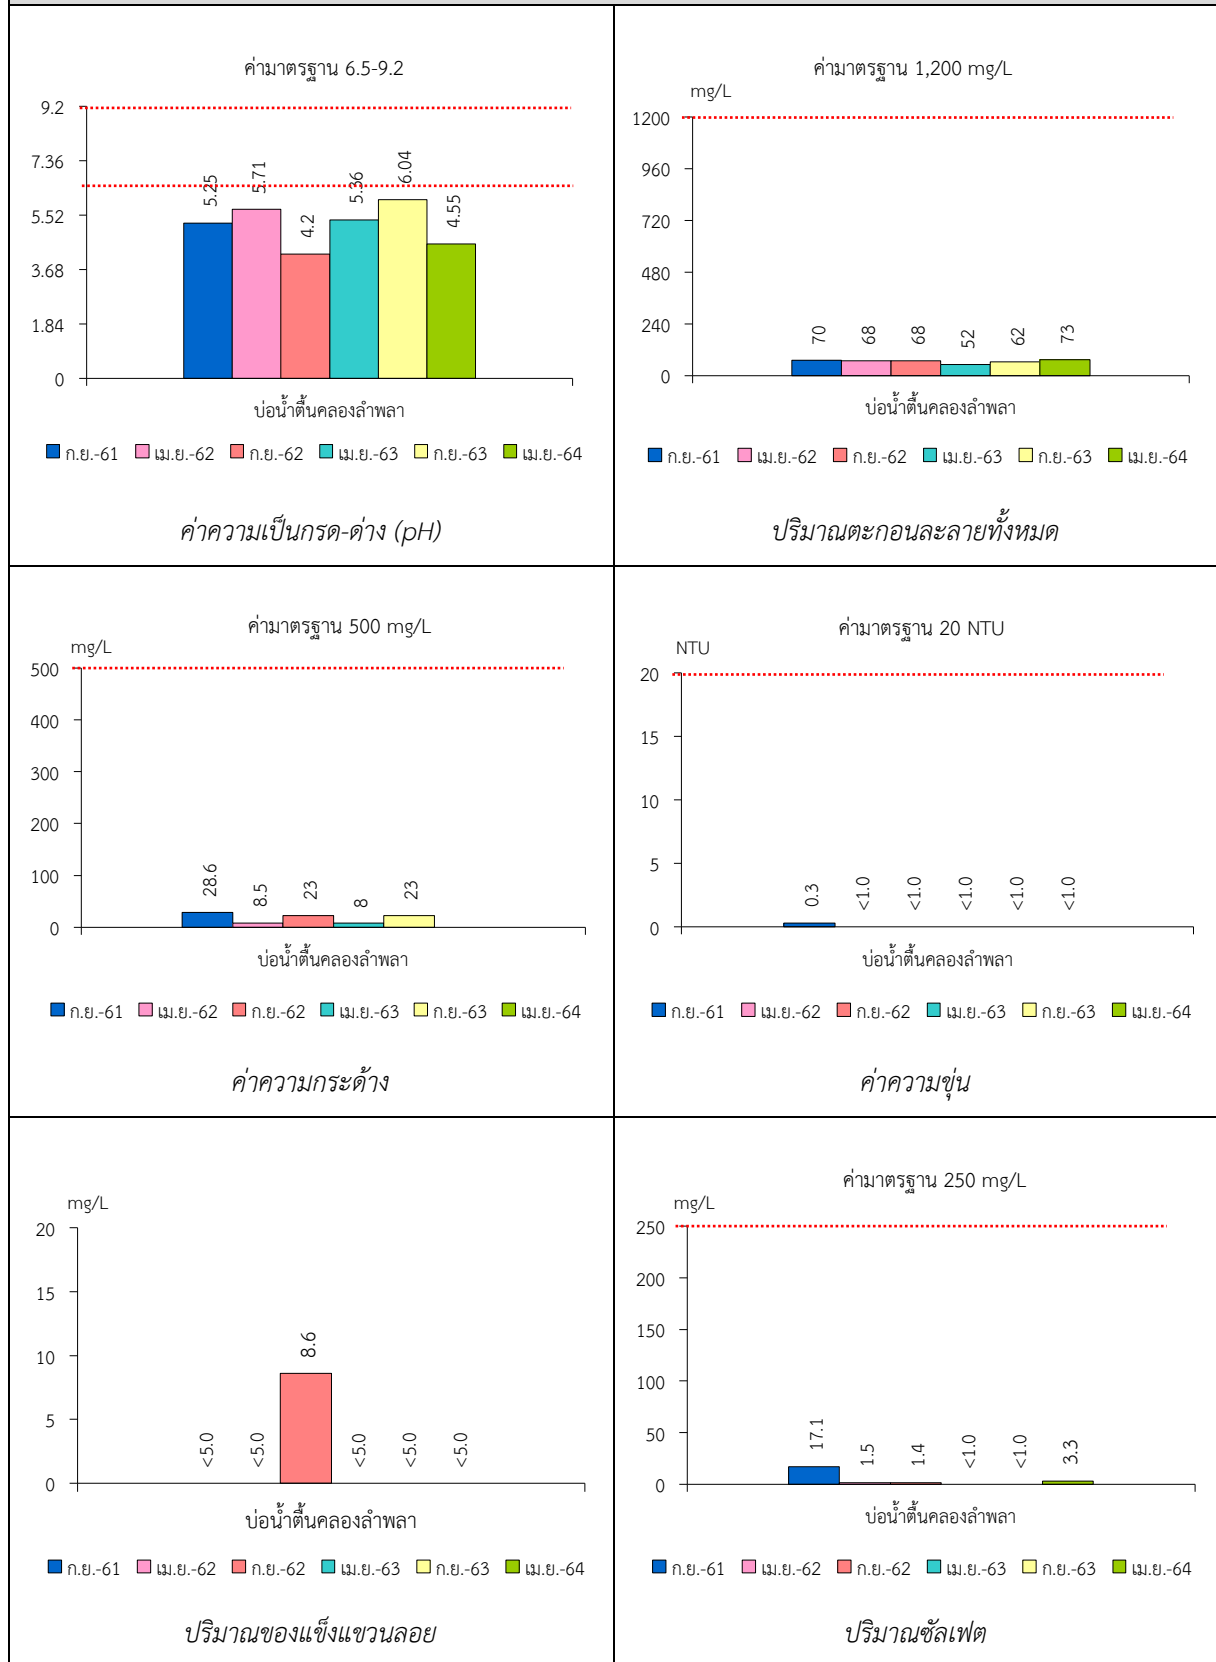 ค่ามาตรฐาน 6.5-9.2
9.2
7.36
5.52
3.68
1.84
0
5.25
5.71
4.2
5.36
6.04
4.55
บ่อน้ำตื้นคลองลำพลา
ก.ย.-61 เม.ย.-62 ก.ย.-62 เม.ย.-63 ก.ย.-63 เม.ย.-64
ค่าความเป็นกรด-ด่าง (pH)
ค่ามาตรฐาน 1,200 mg/L
mg/L
1200
960
720
480
240
0
70
68
68
52
62
73
บ่อน้ำตื้นคลองลำพลา
ก.ย.-61 เม.ย.-62 ก.ย.-62 เม.ย.-63 ก.ย.-63 เม.ย.-64
ปริมาณตะกอนละลายทั้งหมด
ค่ามาตรฐาน 500 mg/L
mg/L
500
400
300
200
100
0
28.6
8.5
23
8
23
บ่อน้ำตื้นคลองลำพลา
ก.ย.-61 เม.ย.-62 ก.ย.-62 เม.ย.-63 ก.ย.-63 เม.ย.-64
ค่าความกระด้าง
ค่ามาตรฐาน 20 NTU
NTU
20
15
10
5
0
0.3
<1.0
<1.0
<1.0
<1.0
<1.0
บ่อน้ำตื้นคลองลำพลา
ก.ย.-61 เม.ย.-62 ก.ย.-62 เม.ย.-63 ก.ย.-63 เม.ย.-64
ค่าความขุ่น
mg/L
20
15
10
5
0
<5.0
<5.0
8.6
<5.0
<5.0
<5.0
บ่อน้ำตื้นคลองลำพลา
ก.ย.-61 เม.ย.-62 ก.ย.-62 เม.ย.-63 ก.ย.-63 เม.ย.-64
ปริมาณของแข็งแขวนลอย
ค่ามาตรฐาน 250 mg/L
mg/L
250
200
150
100
50
0
17.1
1.5
1.4
<1.0
<1.0
3.3
บ่อน้ำตื้นคลองลำพลา
ก.ย.-61 เม.ย.-62 ก.ย.-62 เม.ย.-63 ก.ย.-63 เม.ย.-64
ปริมาณซัลเฟต